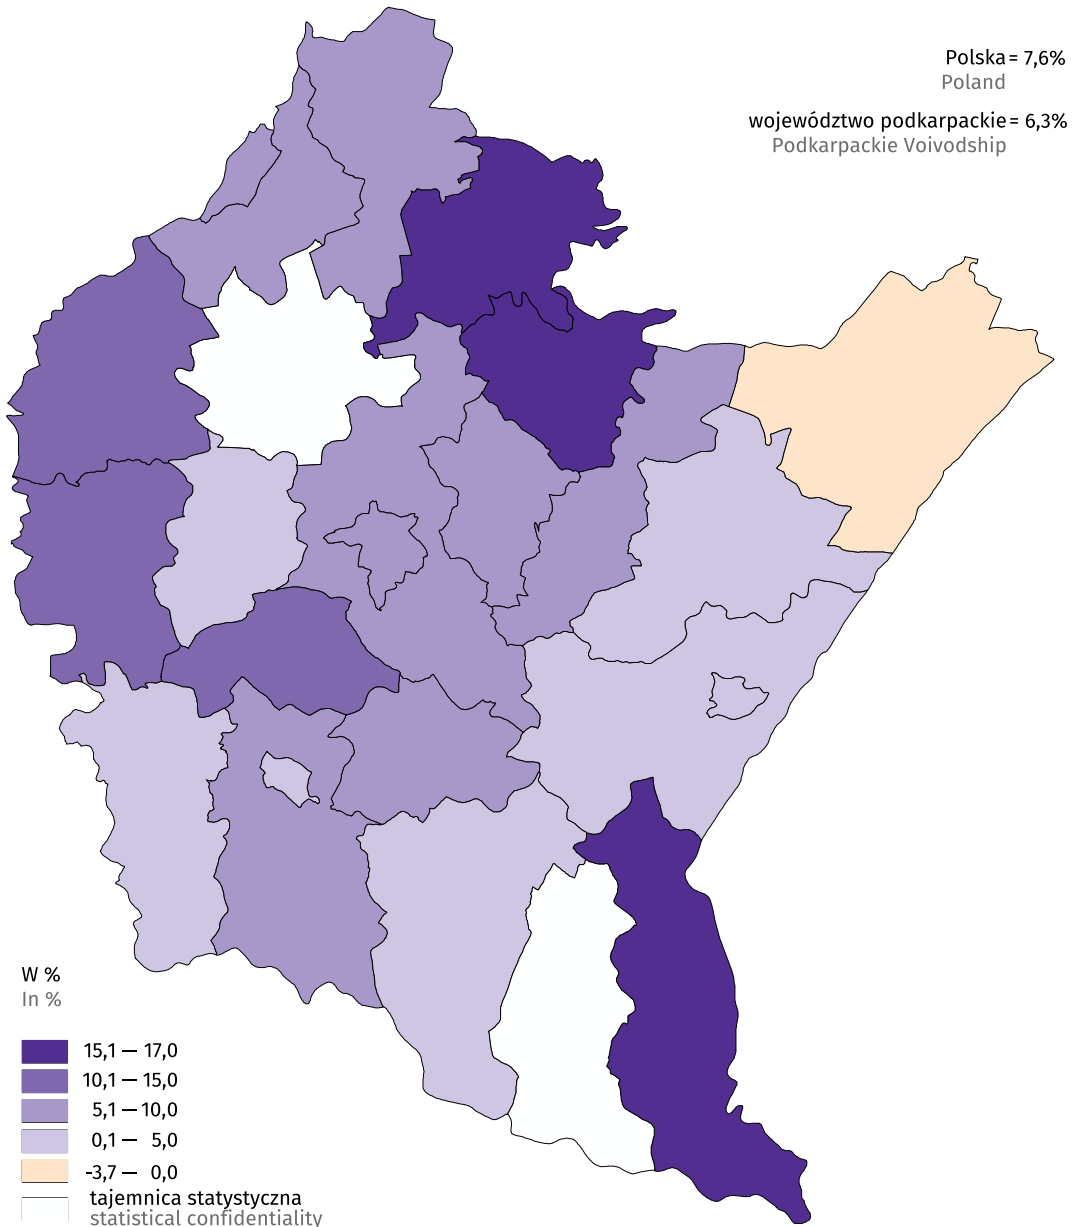 Polska = 7,6%
Poland
województwo podkarpackie = 6,3%
Podkarpackie Voivodship
W %
In %
15,1 — 17,0
10,1 — 15,0
5,1 — 10,0
0,1 — 5,0
-3,7 — 0,0
tajemnica statystyczna
statistical confidentiality